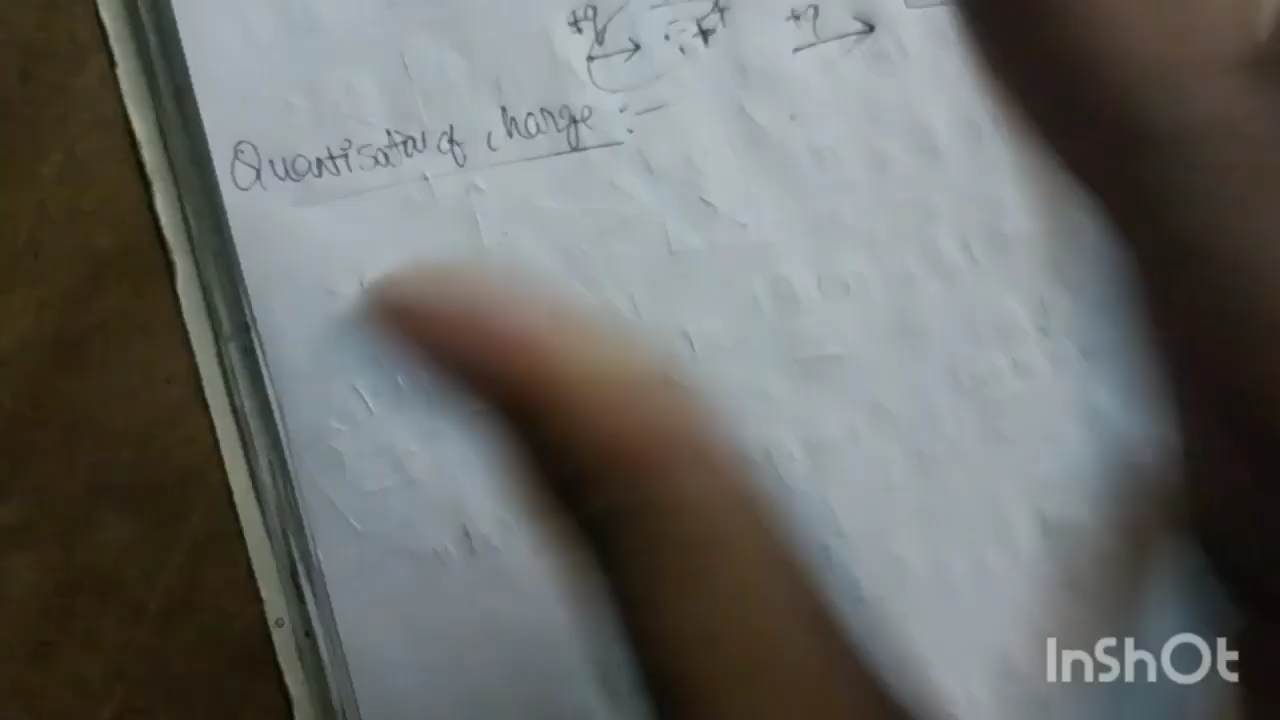 +q +q
Quantisation of charge :-
InShOt